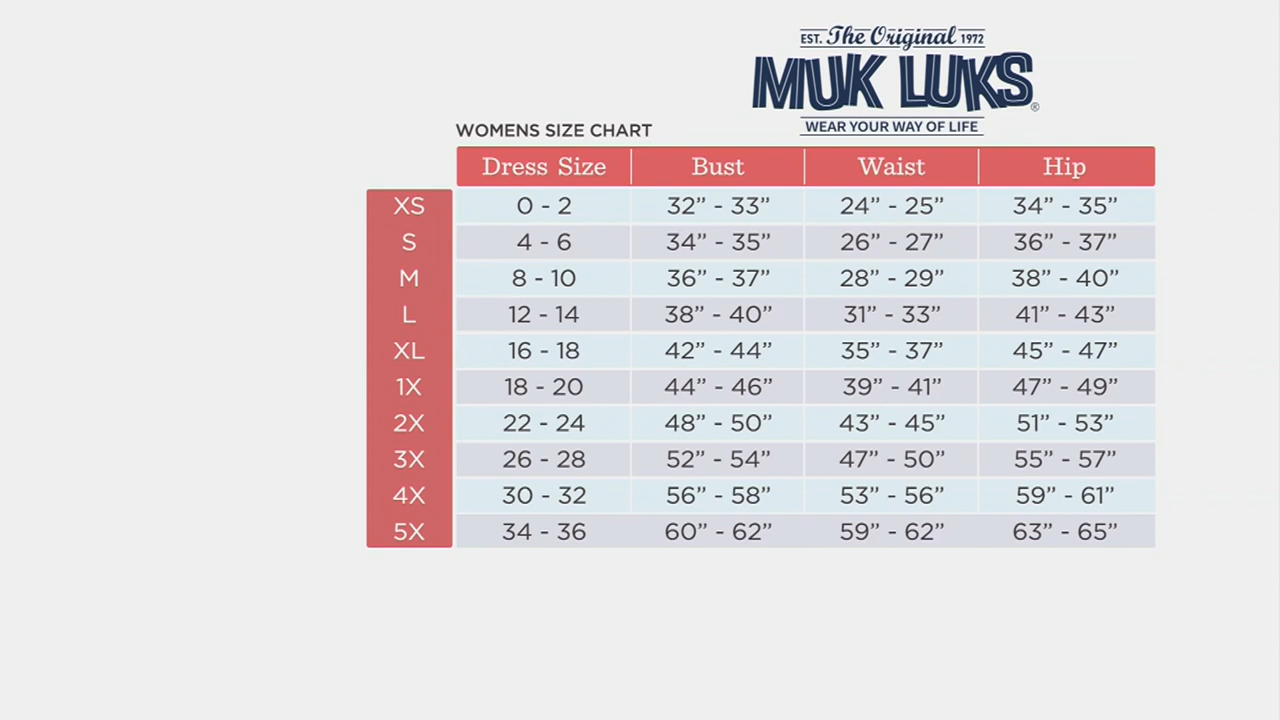 EST. The Original 1972
MUK LUKS®
WEAR YOUR WAY OF LIFE
WOMENS SIZE CHART
Dress Size Bust Waist Hip
XS 0 - 2 32” - 33” 24” - 25” 34” - 35”
S 4 - 6 34” - 35” 26” - 27” 36” - 37”
M 8 - 10 36” - 37” 28” - 29” 38” - 40”
L 12 - 14 38” - 40” 31” - 33” 41” - 43”
XL 16 - 18 42” - 44” 35” - 37” 45” - 47”
1X 18 - 20 44” - 46” 39” - 41” 47” - 49”
2X 22 - 24 48” - 50” 43” - 45” 51” - 53”
3X 26 - 28 52” - 54” 47” - 50” 55” - 57”
4X 30 - 32 56” - 58” 53” - 56” 59” - 61”
5X 34 - 36 60” - 62” 59” - 62” 63” - 65”